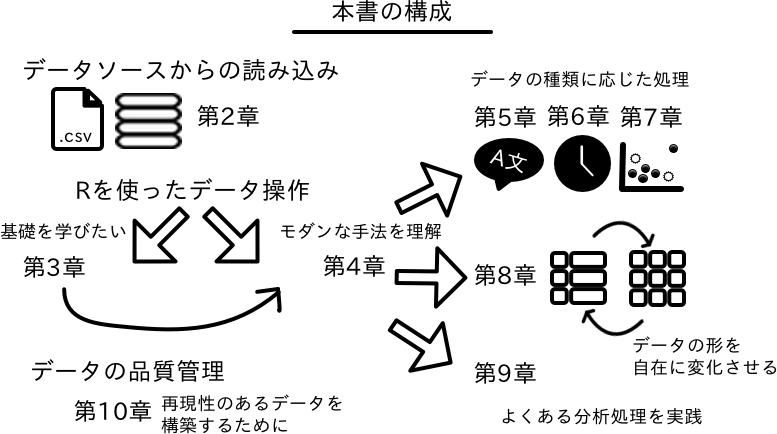 本書の構成
データソースからの読み込み
.csv
第2章
Rを使ったデータ操作
基礎を学びたい
第3章
モダンな手法を理解
第4章
データの種類に応じた処理
第5章 第6章 第7章
A文
第8章
データの形を
自在に変化させる
第9章
よくある分析処理を実践
データの品質管理
第10章
再現性のあるデータを
構築するために